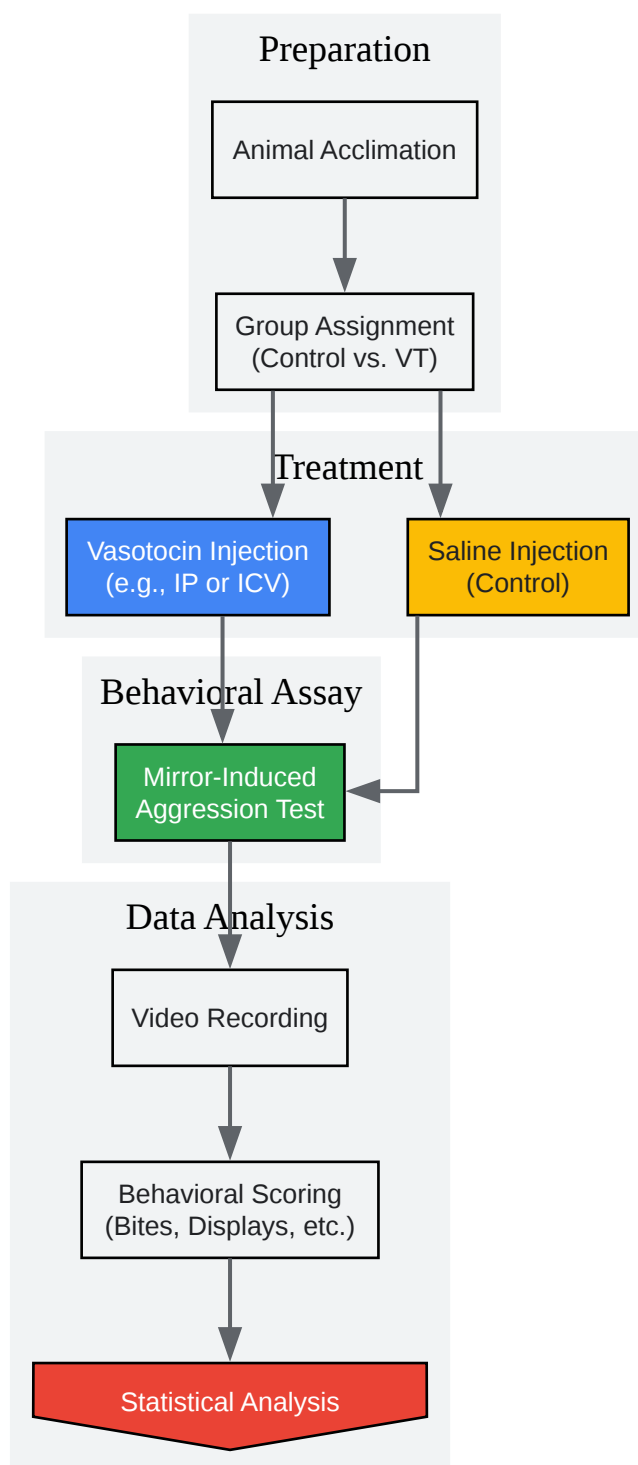 Preparation
Animal Acclimation
Group Assignment
(Control vs. VT)
Treatment
Vasotocin Injection
(e.g., IP or ICV)
Saline Injection
(Control)
Behavioral Assay
Mirror-Induced
Aggression Test
Data Analysis
Video Recording
Behavioral Scoring
(Bites, Displays, etc.)
Statistical Analysis